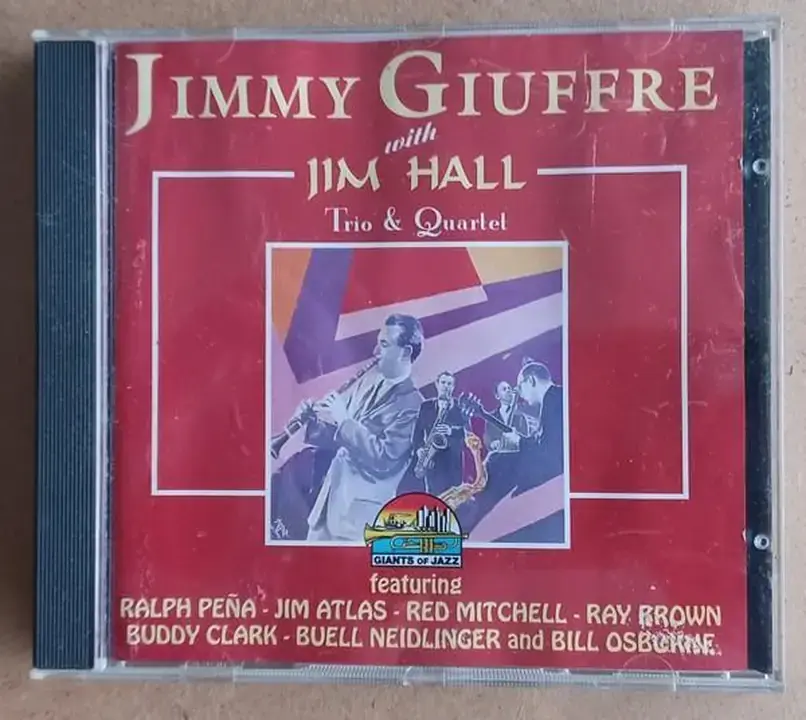 JIMMY GIUFFRE
with
JIM HALL
Trio & Quartet
GIANTS OF JAZZ
featuring
RALPH PEÑA - JIM ATLAS - RED MITCHELL - RAY BROWN
BUDDY CLARK - BUELL NEIDLINGER and BILL OSBORNE